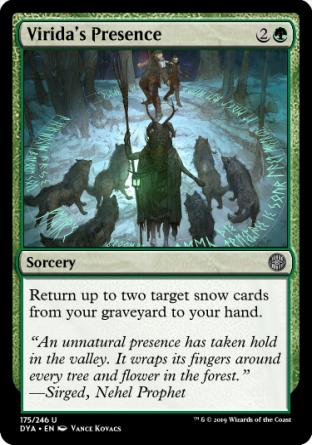 Virida's Presence 2
Sorcery
Return up to two target snow cards
from your graveyard to your hand.
"An unnatural presence has taken hold
in the valley. It wraps its fingers around
every tree and flower in the forest."
—Sirged, Nehel Prophet
175/246 U
DYA • EN VANCE KOVACS
™ & © 2019 Wizards of the Coast